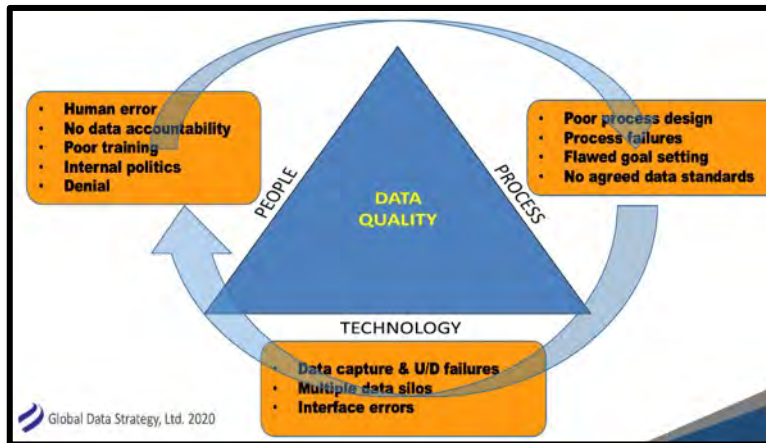 • Human error
• No data accountability
• Poor training
• Internal politics
• Denial
• Poor process design
• Process failures
• Flawed goal setting
• No agreed data standards
PEOPLE
PROCESS
DATA
QUALITY
TECHNOLOGY
• Data capture & U/D failures
• Multiple data silos
• Interface errors
Global Data Strategy, Ltd. 2020